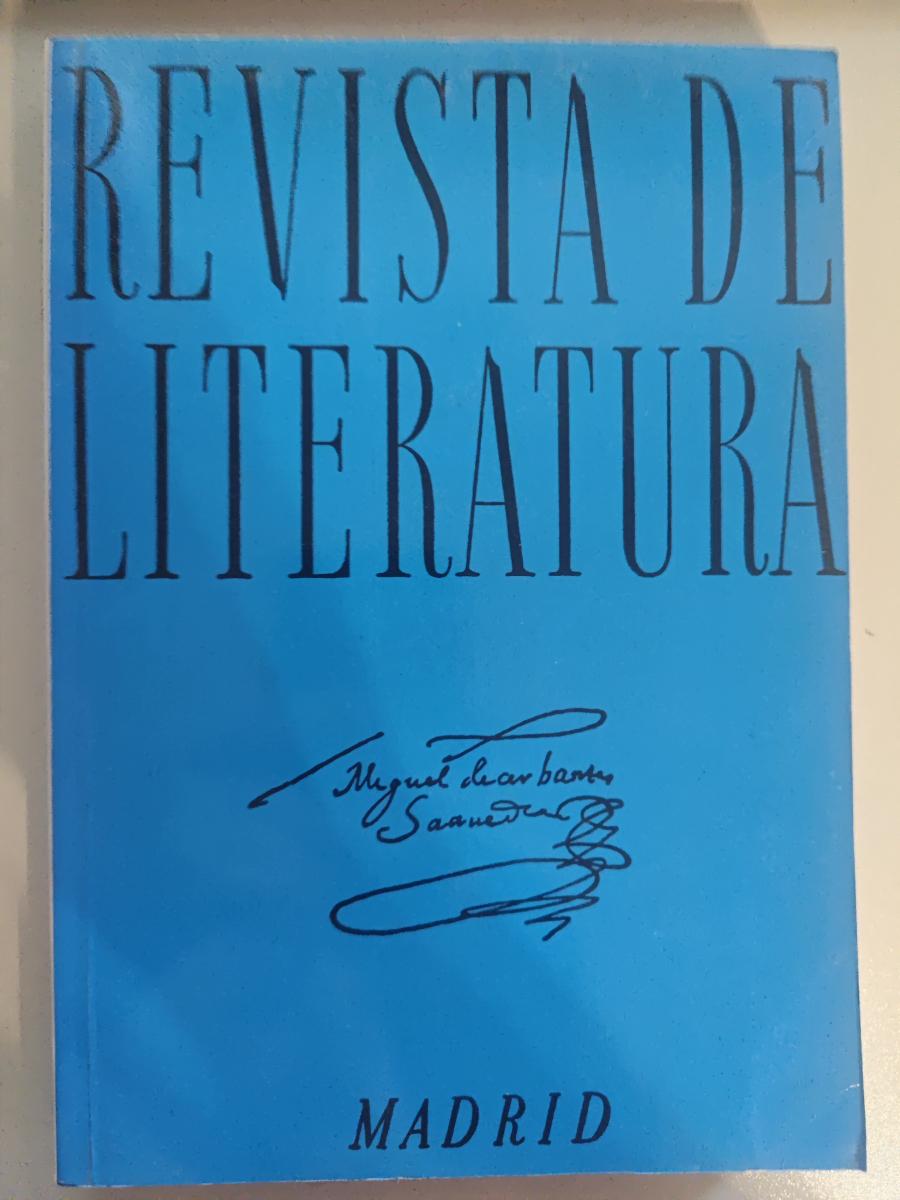 REVISTA DE
LITERATURA
Miguel de cerbantes
Saavedra
MADRID